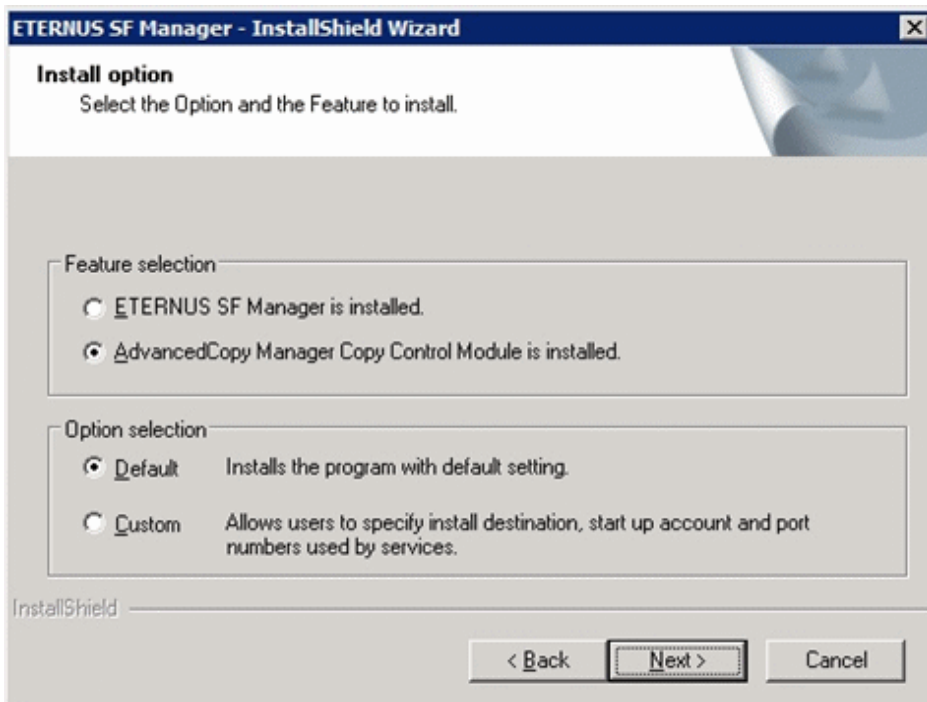 ETERNUS SF Manager - InstallShield Wizard
Install option
Select the Option and the Feature to install.
Feature selection
ETERNUS SF Manager is installed.
AdvancedCopy Manager Copy Control Module is installed.
Option selection
Default Installs the program with default setting.
Custom Allows users to specify install destination, start up account and port
numbers used by services.
InstallShield
< Back Next > Cancel